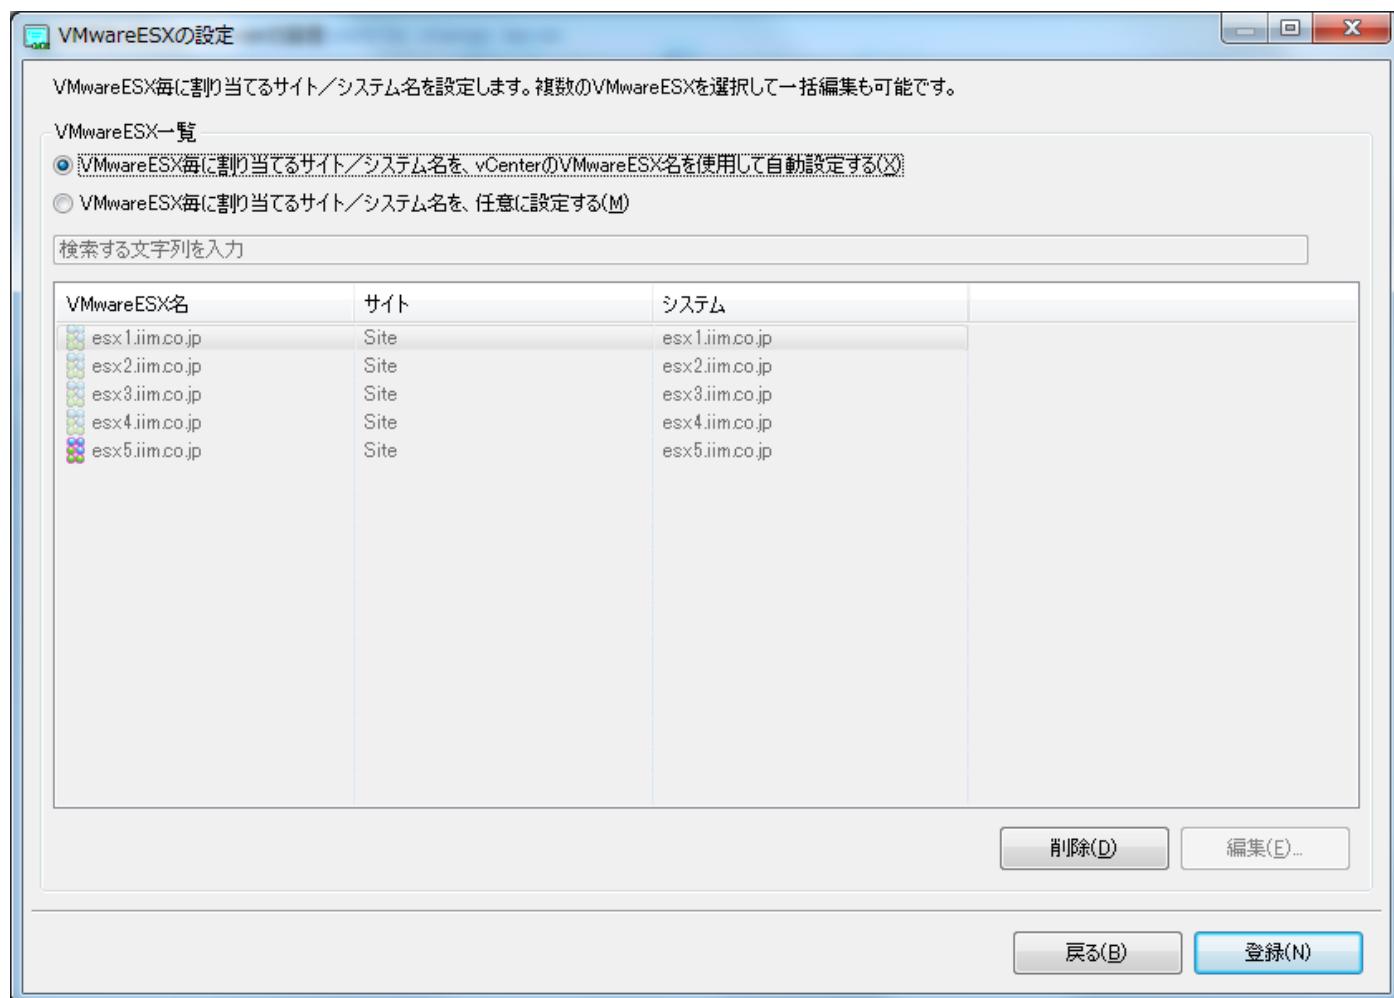 VMwareESXの設定
VMwareESX毎に割り当てるサイト／システム名を設定します。複数のVMwareESXを選択して一括編集も可能です。
VMwareESX一覧
VMwareESX毎に割り当てるサイト／システム名を、vCenterのVMwareESX名を使用して自動設定する(X)
VMwareESX毎に割り当てるサイト／システム名を、任意に設定する(M)
検索する文字列を入力
VMwareESX名 サイト システム
esx1.iim.co.jp Site esx1.iim.co.jp
esx2.iim.co.jp Site esx2.iim.co.jp
esx3.iim.co.jp Site esx3.iim.co.jp
esx4.iim.co.jp Site esx4.iim.co.jp
esx5.iim.co.jp Site esx5.iim.co.jp
削除(D) 編集(E)...
戻る(B) 登録(N)